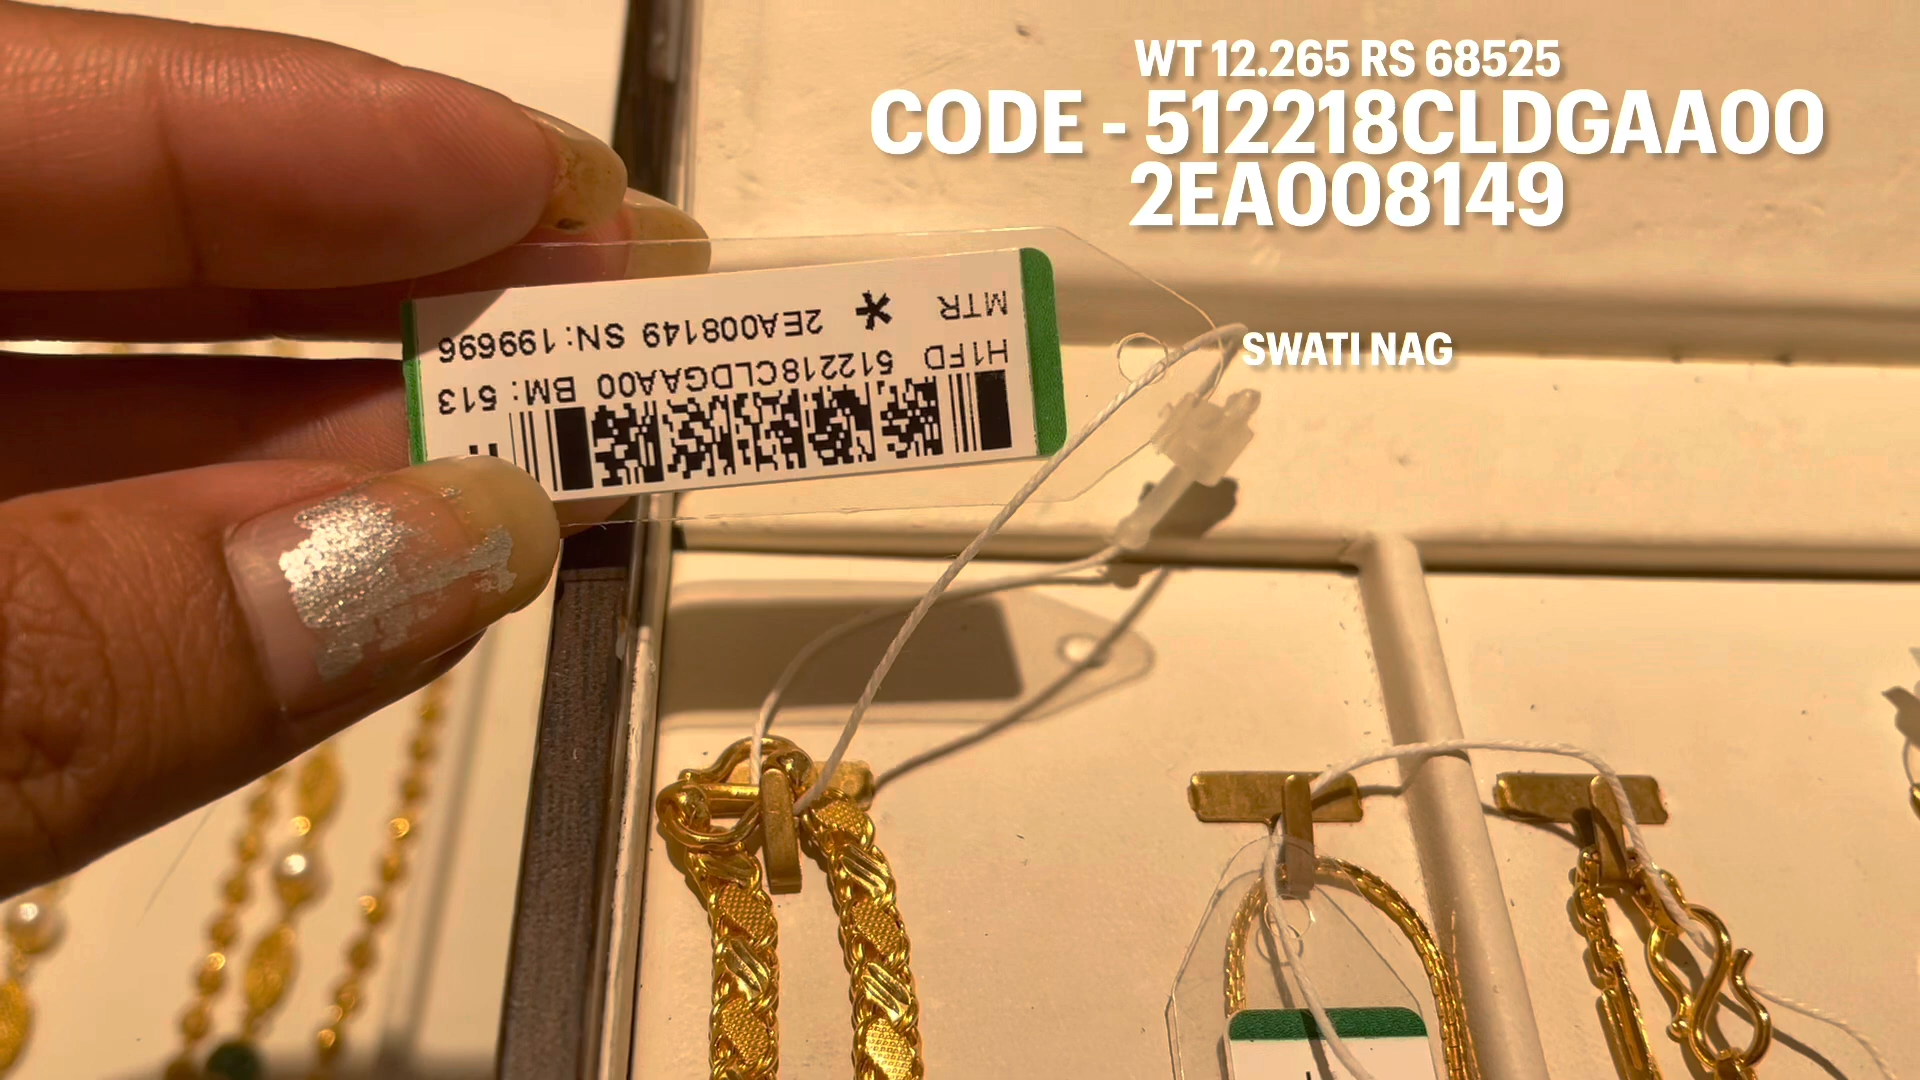 WT 12.265 RS 68525
CODE - 512218CLDGAA00
2EA008149
SWATI NAG
H1FD 512218CLDGAA00 BM: 513
MTR * 2EA008149 SN: 199696